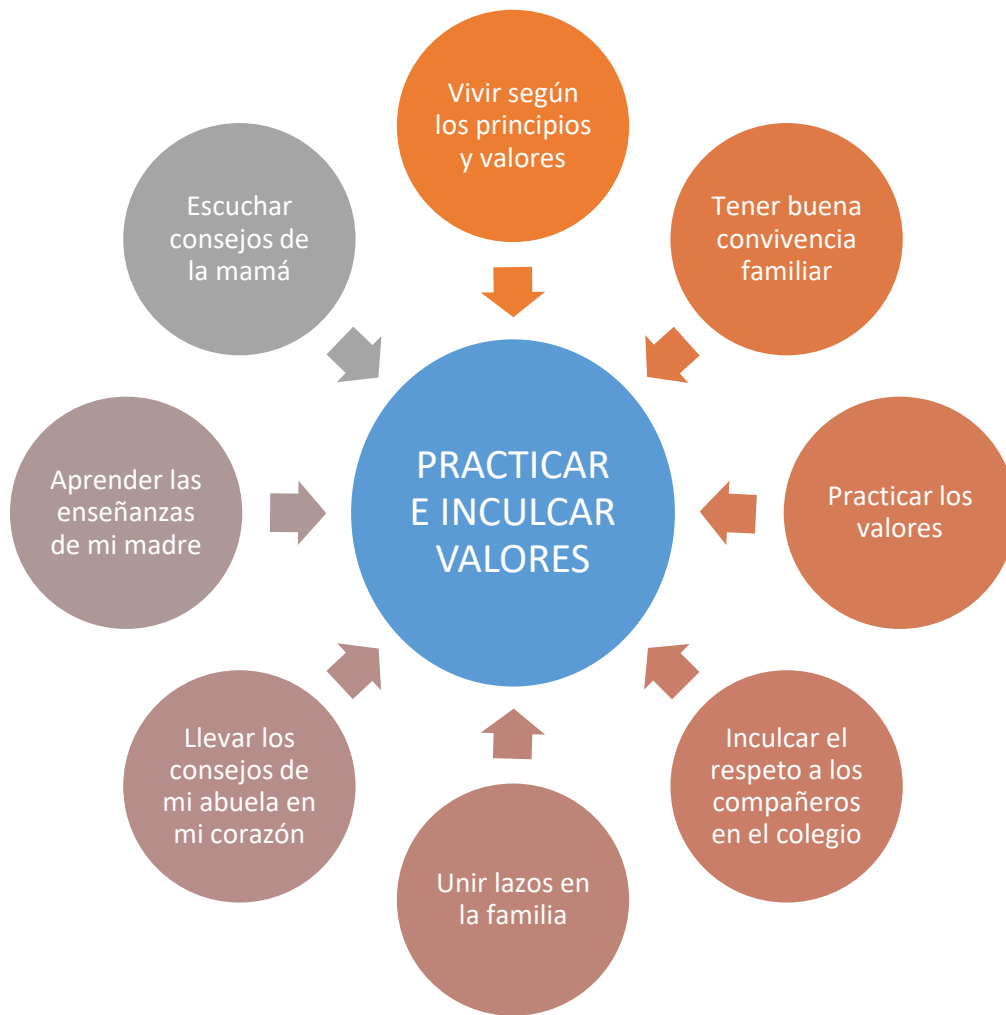 Vivir según
los principios
y valores
Tener buena
convivencia
familiar
Practicar los
valores
Inculcar el
respeto a los
compañeros
en el colegio
Unir lazos en
la familia
Llevar los
consejos de
mi abuela en
mi corazón
Aprender las
enseñanzas
de mi madre
Escuchar
consejos de
la mamá
PRACTICAR
E INCULCAR
VALORES